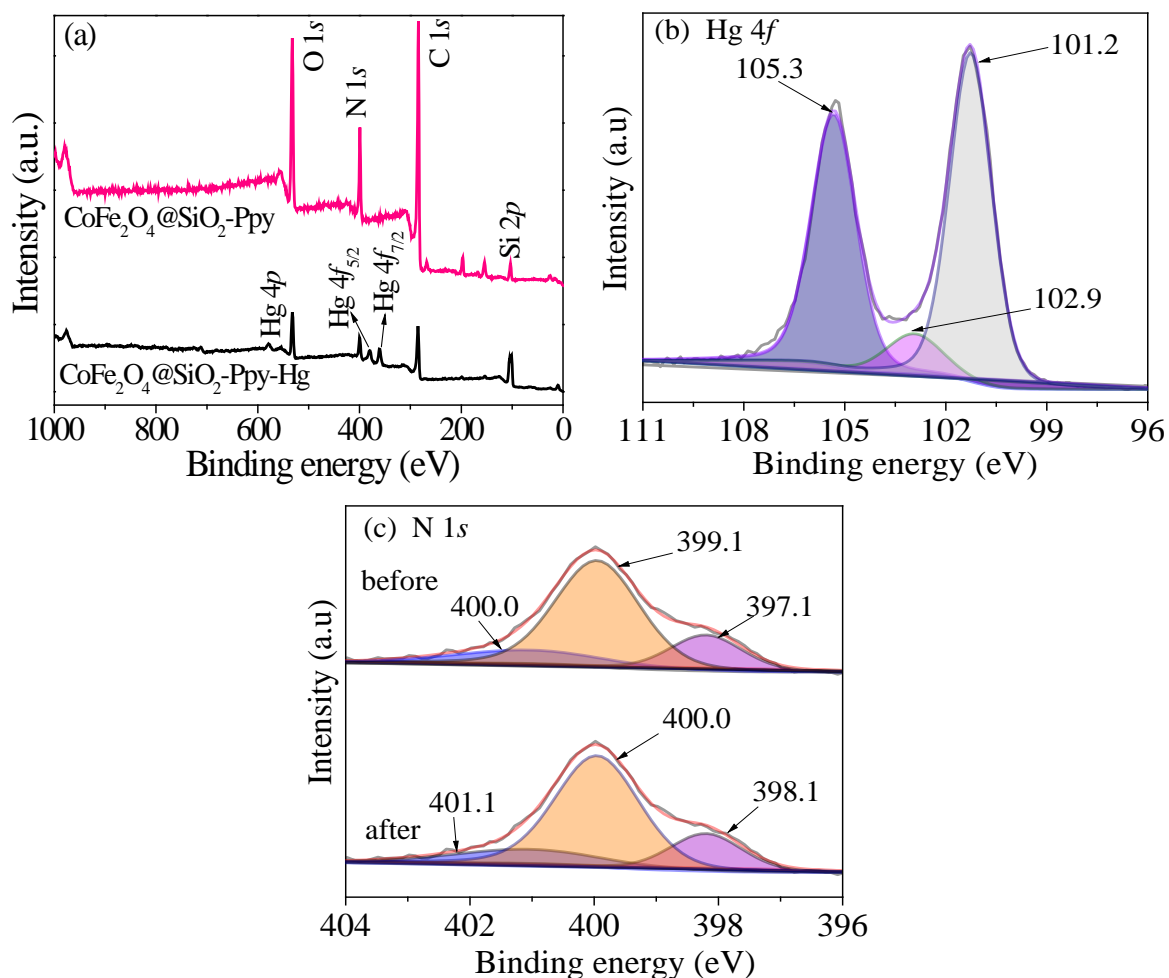 (a)
O 1s
N 1s
C 1s
Si 2p
CoFe₂O₄@SiO₂-Ppy
Hg 4p
Hg 4f₅/₂
Hg 4f₇/₂
CoFe₂O₄@SiO₂-Ppy-Hg
Intensity (a.u.)
1000 800 600 400 200 0
Binding energy (eV)
(b) Hg 4f
105.3
101.2
102.9
Intensity (a.u)
111 108 105 102 99 96
Binding energy (eV)
(c) N 1s
before
399.1
400.0
397.1
after
400.0
401.1
398.1
Intensity (a.u)
404 402 400 398 396
Binding energy (eV)